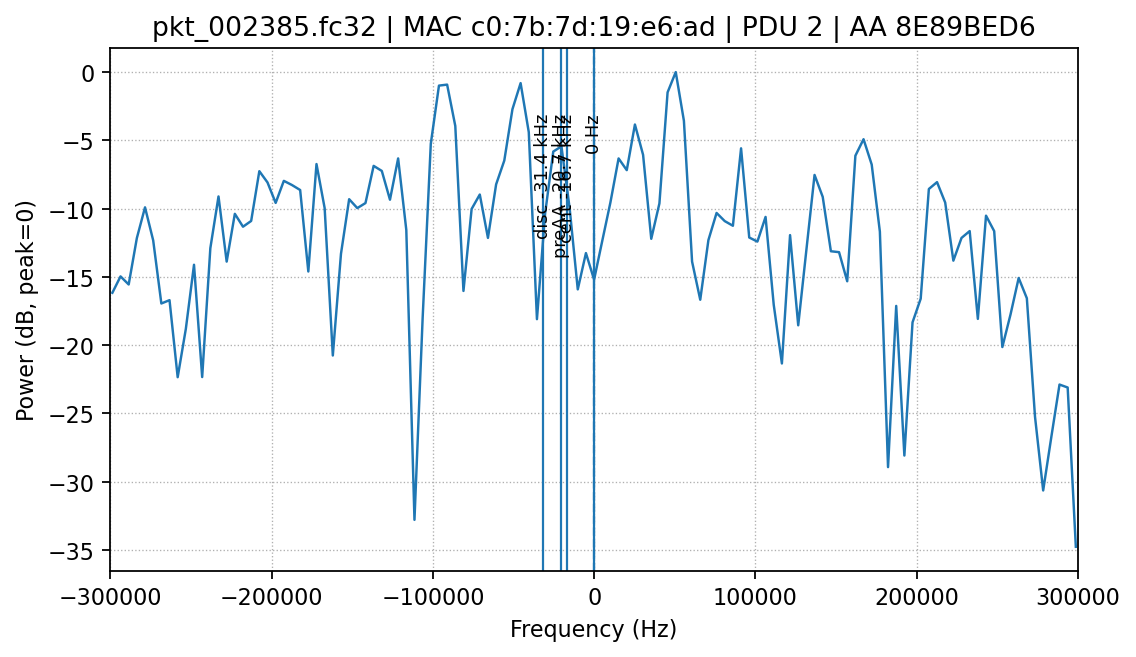 pkt_002385.fc32 | MAC c0:7b:7d:19:e6:ad | PDU 2 | AA 8E89BED6
Power (dB, peak=0)
0
−5
−10
−15
−20
−25
−30
−35
disc -31.4 kHz
preAA kHz
cent kHz
0 Hz
−300000
−200000
−100000
0
100000
200000
300000
Frequency (Hz)